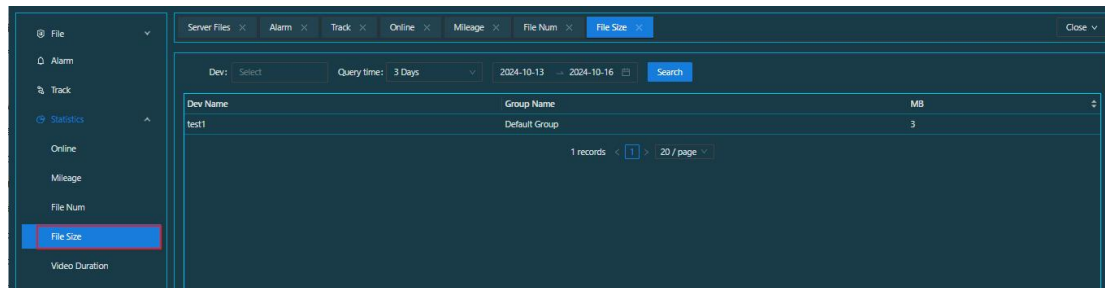 File
Alarm
Track
Statistics
Online
Mileage
File Num
File Size
Video Duration
Server Files Alarm Track Online Mileage File Num File Size Close
Dev: Select Query time: 3 Days 2024-10-13 → 2024-10-16 Search
Dev Name Group Name MB
test1 Default Group 3
1 records < 1 > 20 / page